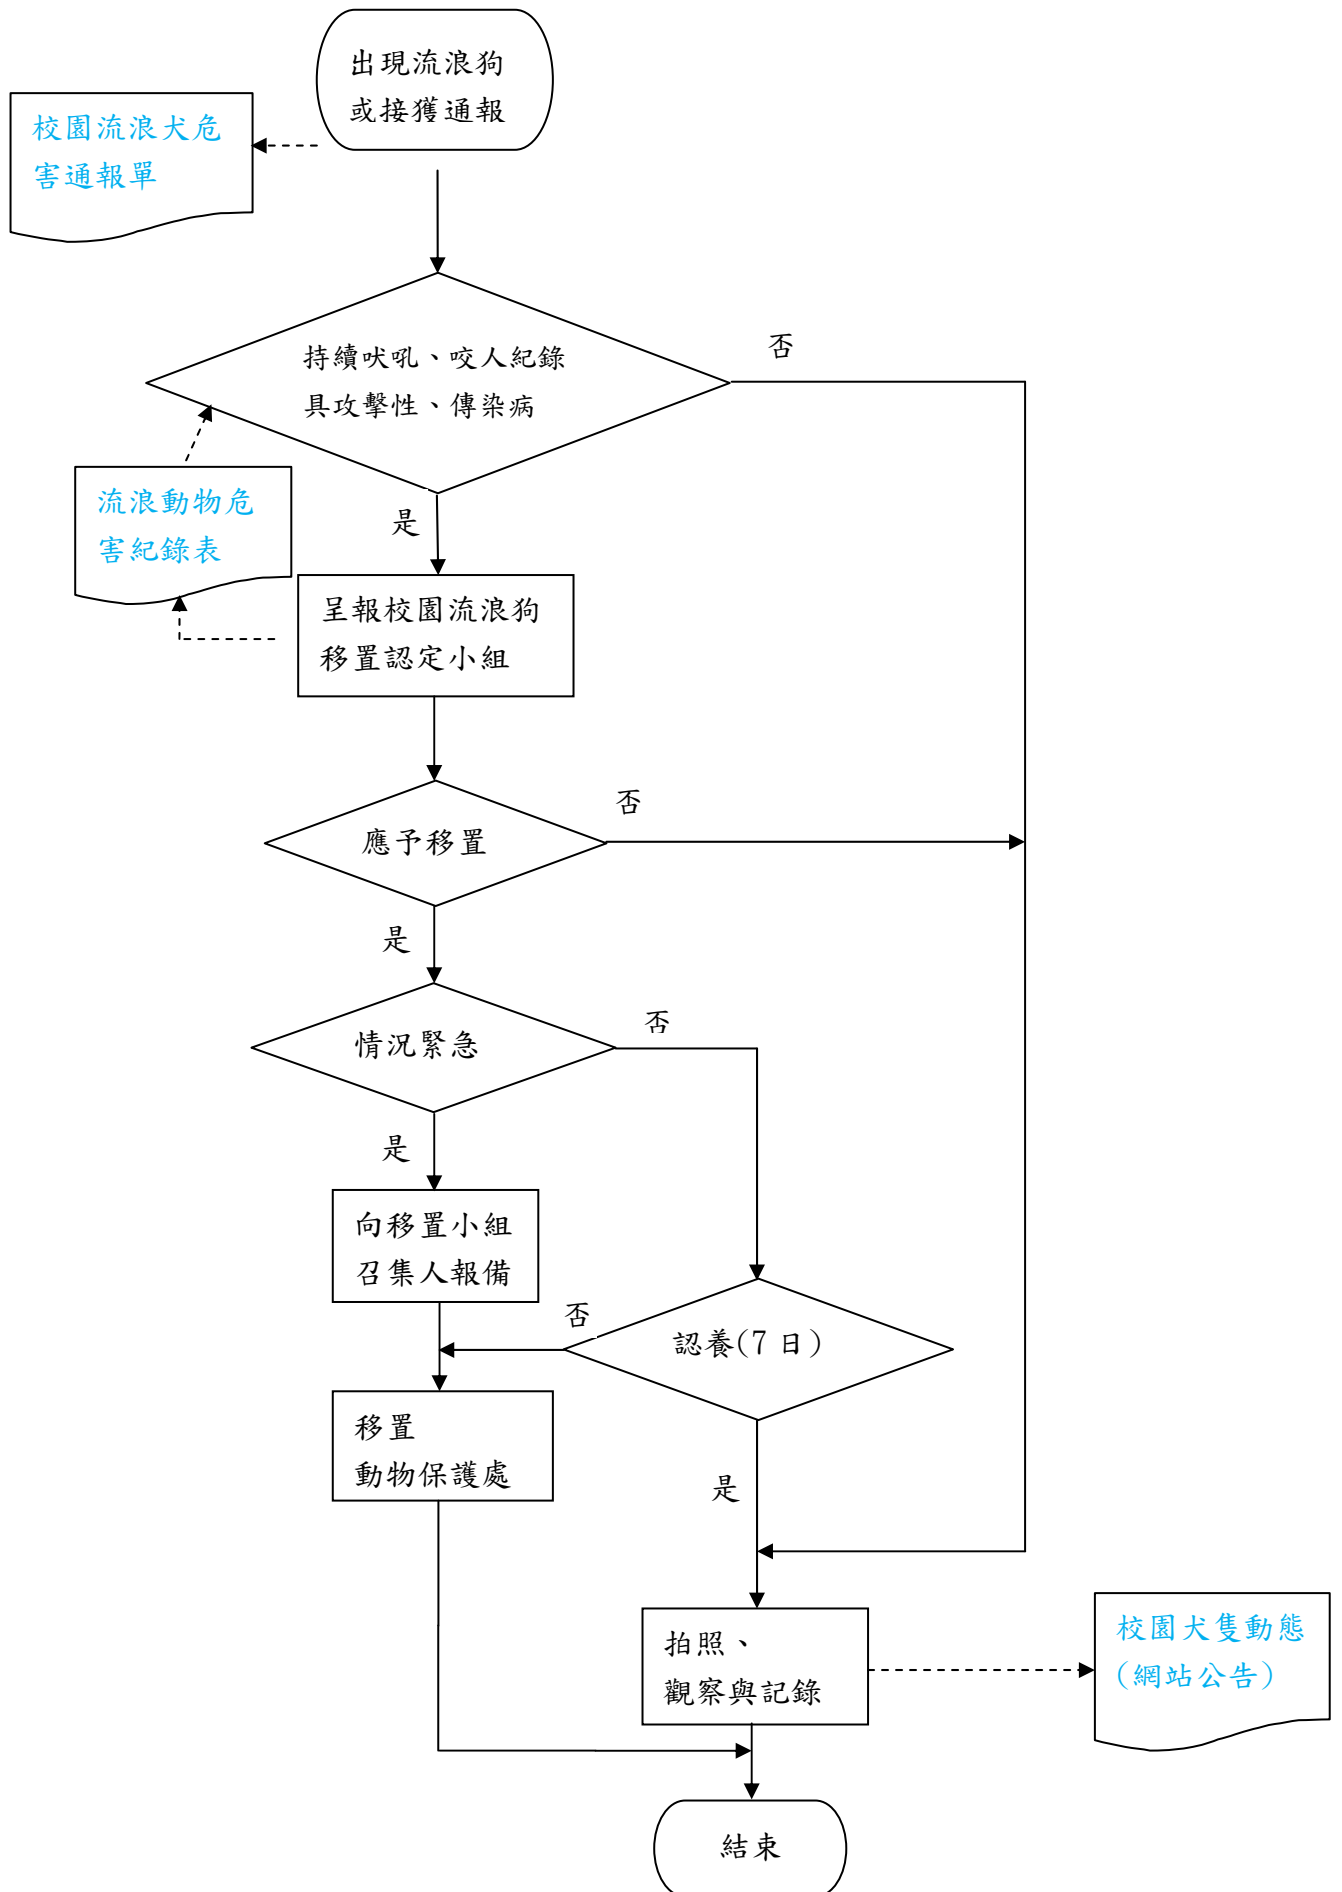 出現流浪狗
或接獲通報
校園流浪犬危
害通報單
否
持續吠吼、咬人紀錄
具攻擊性、傳染病
流浪動物危
害紀錄表
是
呈報校園流浪狗
移置認定小組
否
應予移置
是
否
情況緊急
是
向移置小組
召集人報備
否
認養(7日)
移置
動物保護處
是
拍照、
觀察與記錄
校園犬隻動態
(網站公告)
結束